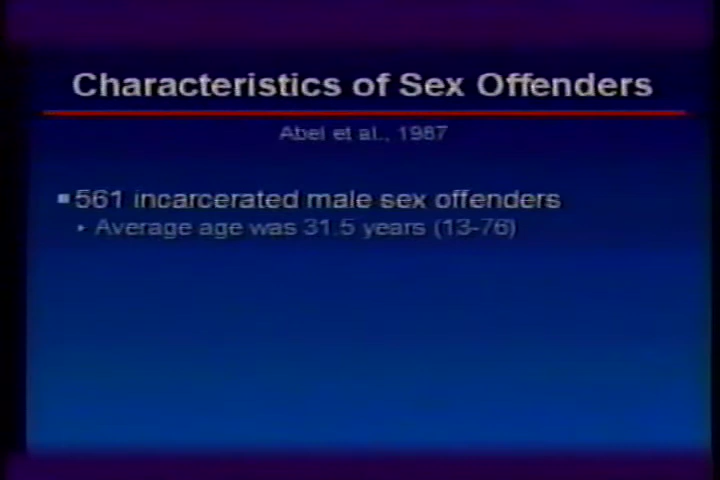 Characteristics of Sex Offenders
Abel et al., 1987
561 incarcerated male sex offenders
Average age was 31.5 years (13-76)